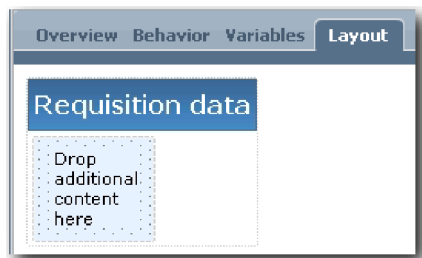 Overview Behavior Variables Layout
Requisition data
Drop
additional
content
here